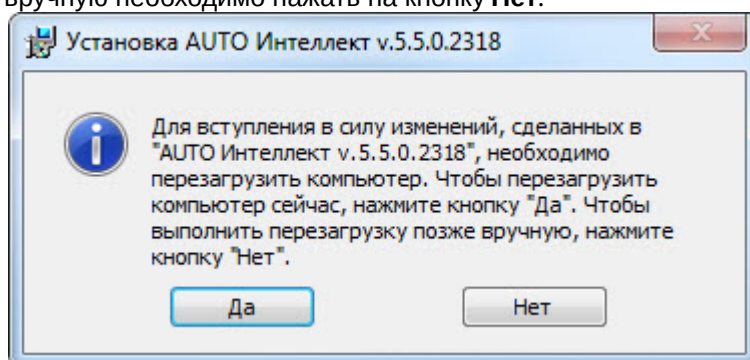 вручную необходимо нажать на кнопку Нет.
Установка AUTO Интеллект v.5.5.0.2318
Для вступления в силу изменений, сделанных в
"AUTO Интеллект v.5.5.0.2318", необходимо
перезагрузить компьютер. Чтобы перезагрузить
компьютер сейчас, нажмите кнопку "Да". Чтобы
выполнить перезагрузку позже вручную, нажмите
кнопку "Нет".
Да
Нет